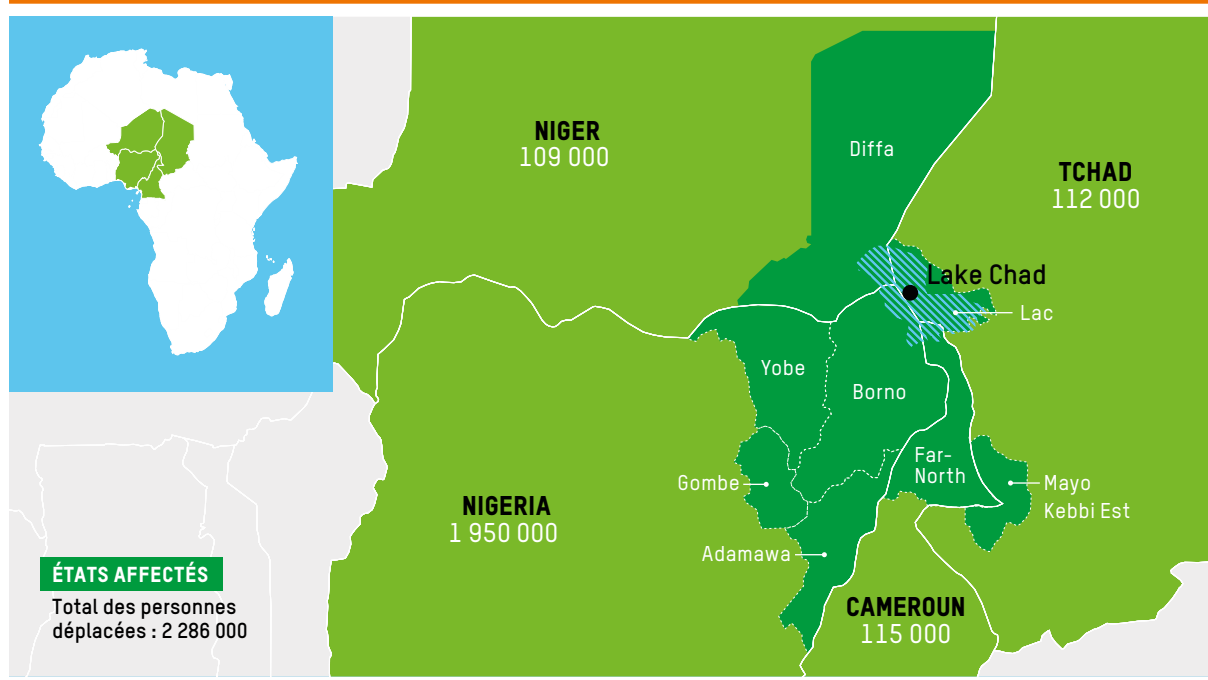 NIGER
109 000
Diffa
TCHAD
112 000
Lake Chad
Lac
Yobe
Borno
Far-
North
Gombe
Mayo
Kebbi Est
NIGERIA
1 950 000
Adamawa
CAMEROUN
115 000
ÉTATS AFFECTÉS
Total des personnes
déplacées : 2 286 000